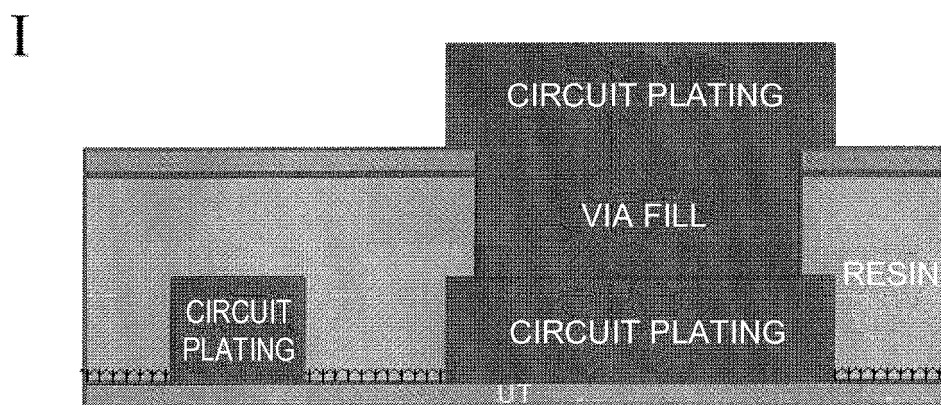 I
CIRCUIT PLATING
VIA FILL
RESIN
CIRCUIT
PLATING
CIRCUIT PLATING
UT